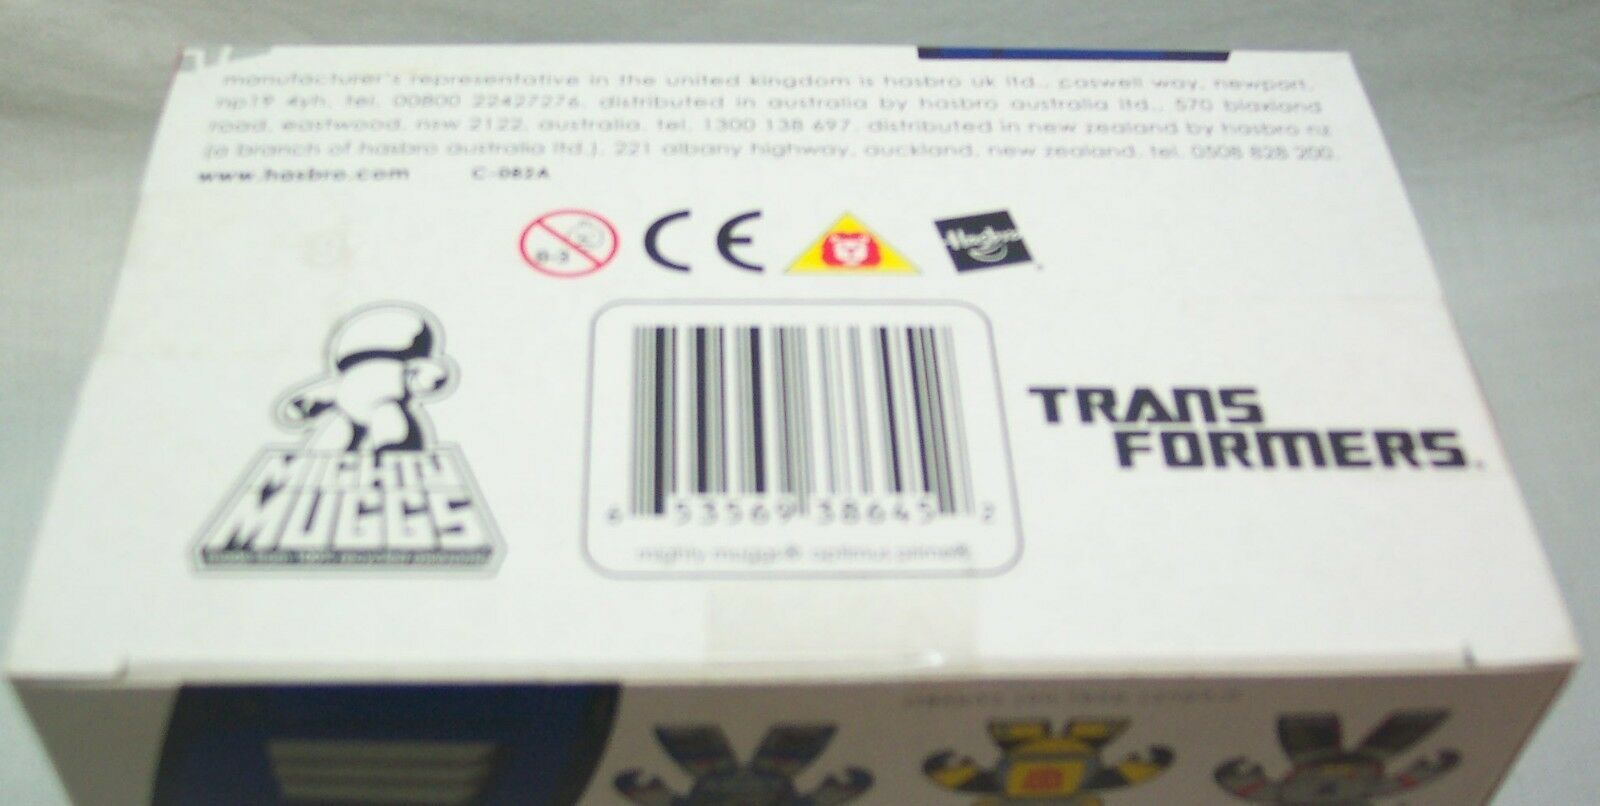 manufacturer's representative in the united kingdom is hasbro uk ltd., caswell way, newport,
np19 4yh, tel. 00800 22427276. distributed in australia by hasbro australia ltd., 570 blaxland
road, eastwood, nsw 2122, australia. tel. 1300 138 697. distributed in new zealand by hasbro nz
(a branch of hasbro australia ltd.), 221 albany highway, auckland, new zealand. tel. 0508 828 200.
www.hasbro.com C-082A
0-3
CE
Hasbro
MIGHTY
MUGGS
6 53569 38645 2
mighty muggs® optimus prime®
TRANS
FORMERS